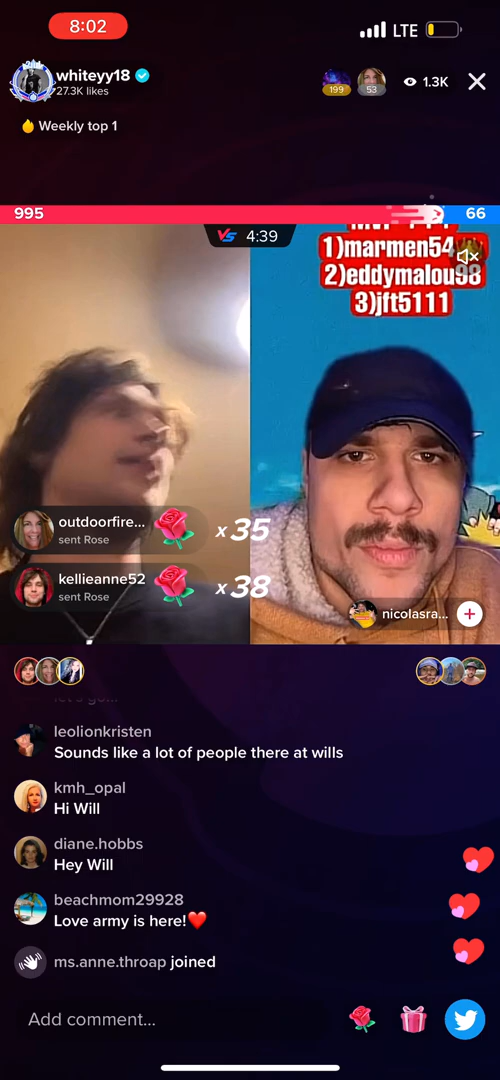 8:02
LTE
whiteyy18
27.3K likes
199
53
1.3K
Weekly top 1
995
66
VS 4:39
1)marmen54
2)eddymalou98
3)jft5111
outdoorfire...
sent Rose
x 35
kellieanne52
sent Rose
x 38
nicolasra...
leolionkristen
Sounds like a lot of people there at wills
kmh_opal
Hi Will
diane.hobbs
Hey Will
beachmom29928
Love army is here!❤️
ms.anne.throap joined
Add comment...